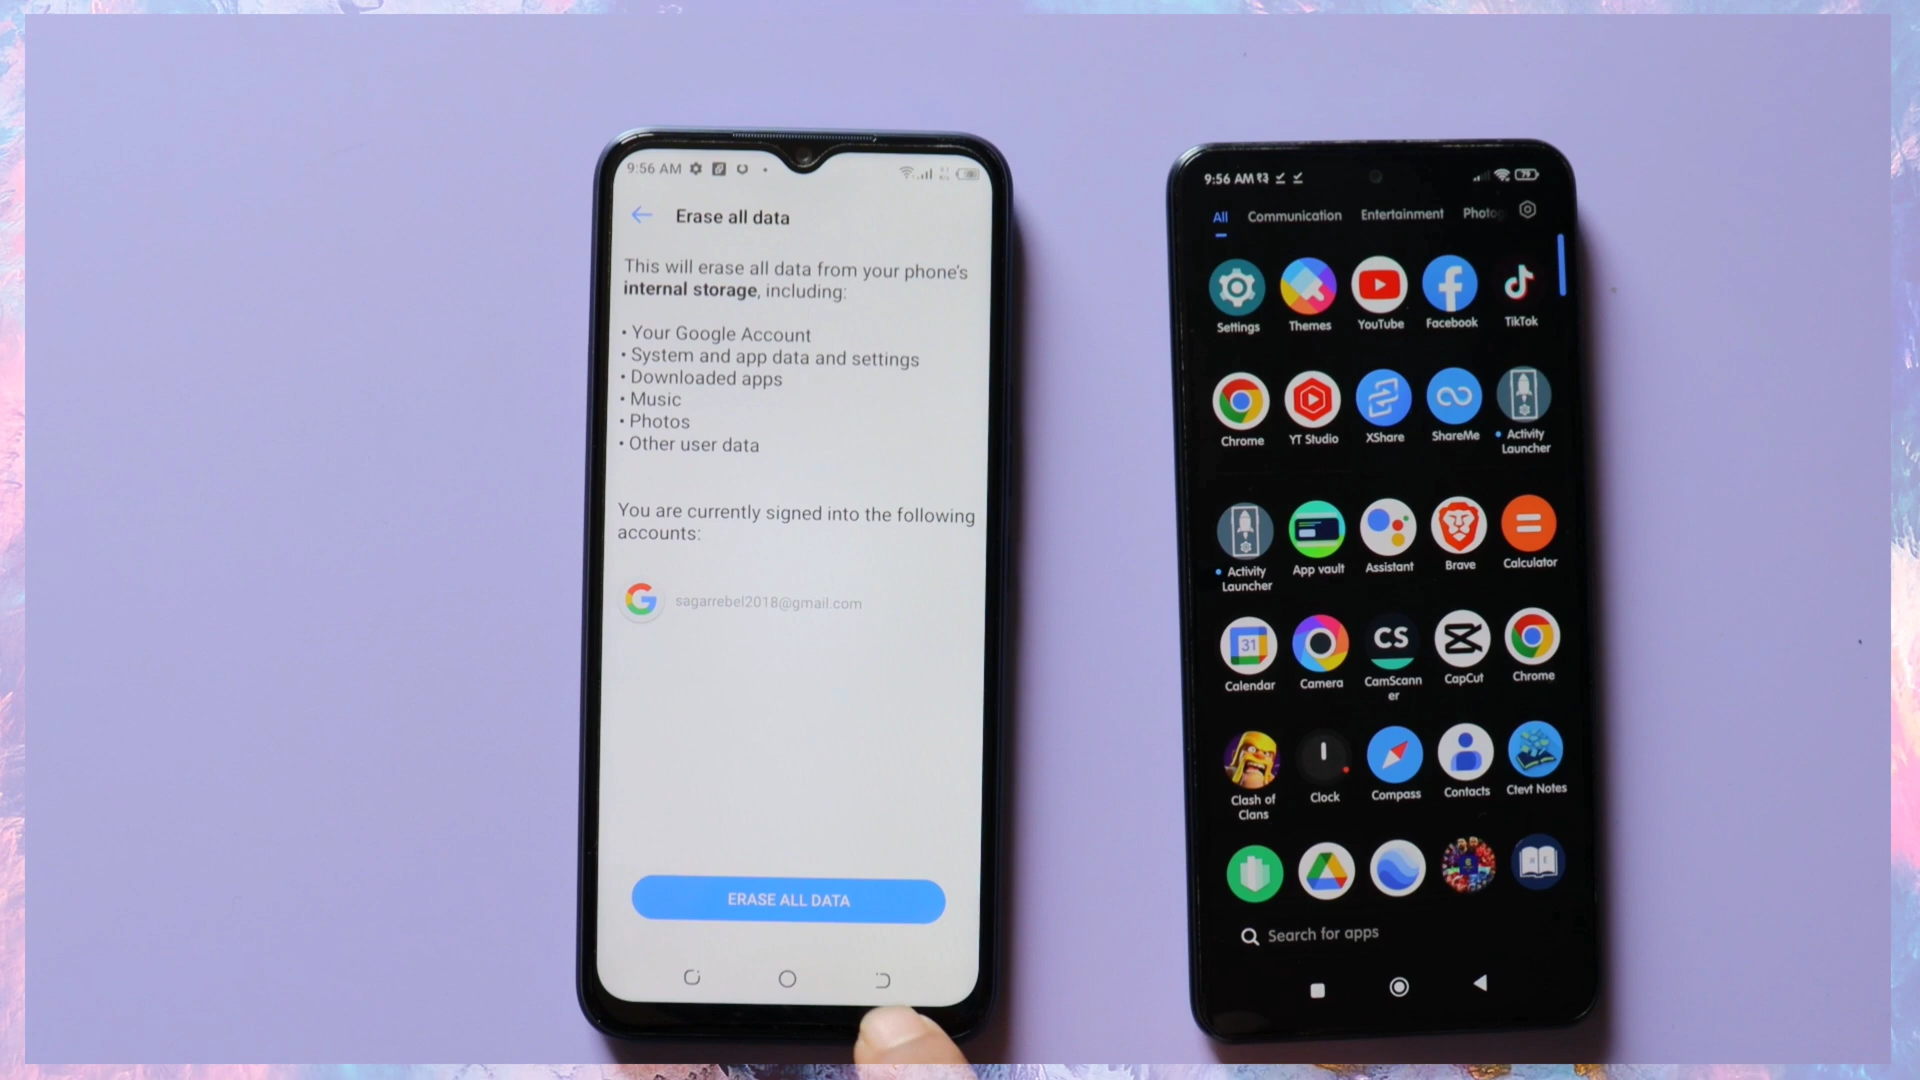 9:56 AM
Erase all data
This will erase all data from your phone's
internal storage, including:
• Your Google Account
• System and app data and settings
• Downloaded apps
• Music
• Photos
• Other user data
You are currently signed into the following
accounts:
sagarrebel2018@gmail.com
ERASE ALL DATA
9:56 AM
79
All Communication Entertainment Photo
Settings Themes YouTube Facebook TikTok
Chrome YT Studio XShare ShareMe Activity
Launcher
Activity App vault Assistant Brave Calculator
Launcher
31
CS
Calendar Camera CamScann CapCut Chrome
er
Clash of Clock Compass Contacts Ctevt Notes
Clans
Search for apps